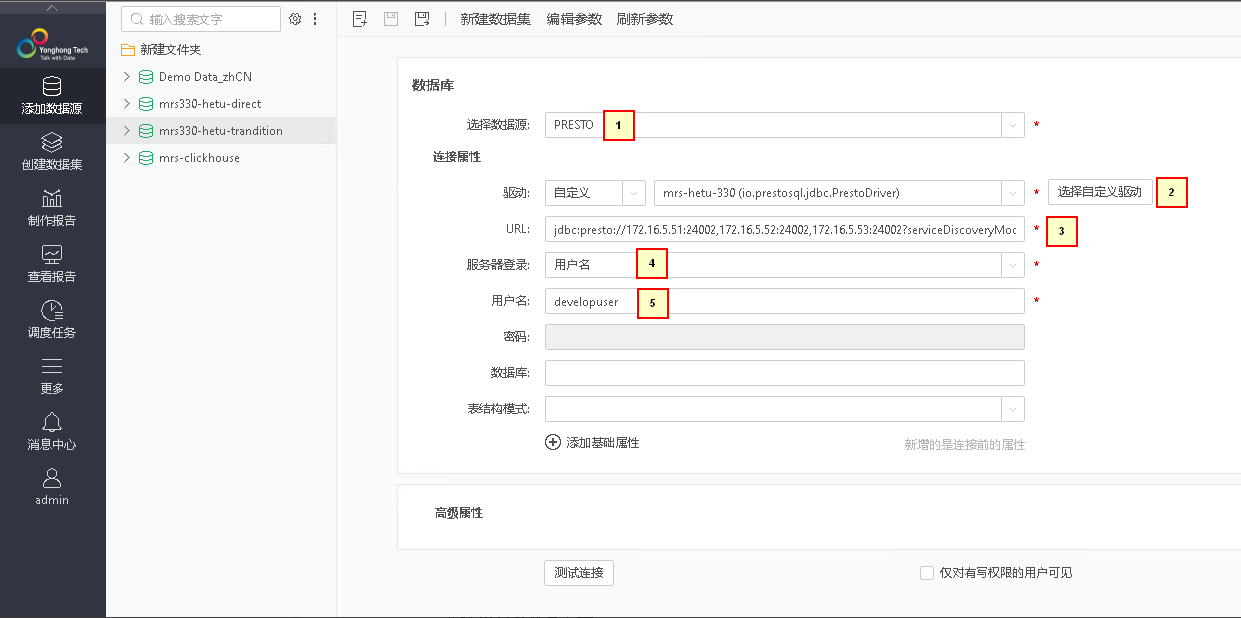 Yonghong Tech
Talk with Data
添加数据源
创建数据集
制作报告
查看报告
调度任务
更多
消息中心
admin
输入搜索文字
新建文件夹
Demo Data_zhCN
mrs330-hetu-direct
mrs330-hetu-trandition
mrs-clickhouse
新建数据集 编辑参数 刷新参数
数据库
选择数据源: PRESTO 1 *
连接属性
驱动: 自定义 mrs-hetu-330 (io.prestosql.jdbc.PrestoDriver) * 选择自定义驱动 2
URL: jdbc:presto://172.16.5.51:24002,172.16.5.52:24002,172.16.5.53:24002?serviceDiscoveryMoc * 3
服务器登录: 用户名 4 *
用户名: developuser 5 *
密码:
数据库:
表结构模式:
添加基础属性 新增的是连接前的属性
高级属性
测试连接 仅对有写权限的用户可见